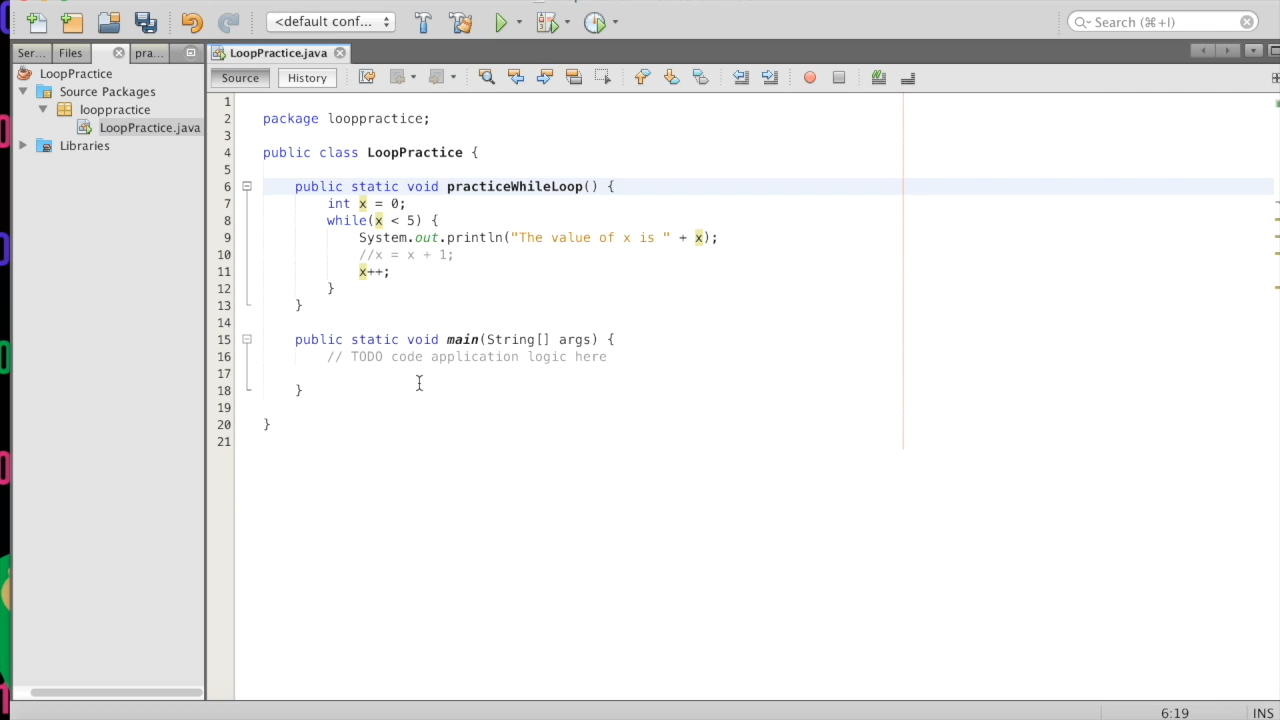 <default conf...
Search (⌘+I)
Ser... Files pra...
LoopPractice.java
LoopPractice
Source Packages
looppractice
LoopPractice.java
Libraries
Source History
1
2 package looppractice;
3
4 public class LoopPractice {
5
6 public static void practiceWhileLoop() {
7 int x = 0;
8 while(x < 5) {
9 System.out.println("The value of x is " + x);
10 //x = x + 1;
11 x++;
12 }
13 }
14
15 public static void main(String[] args) {
16 // TODO code application logic here
17
18 }
19
20 }
21
6:19 INS